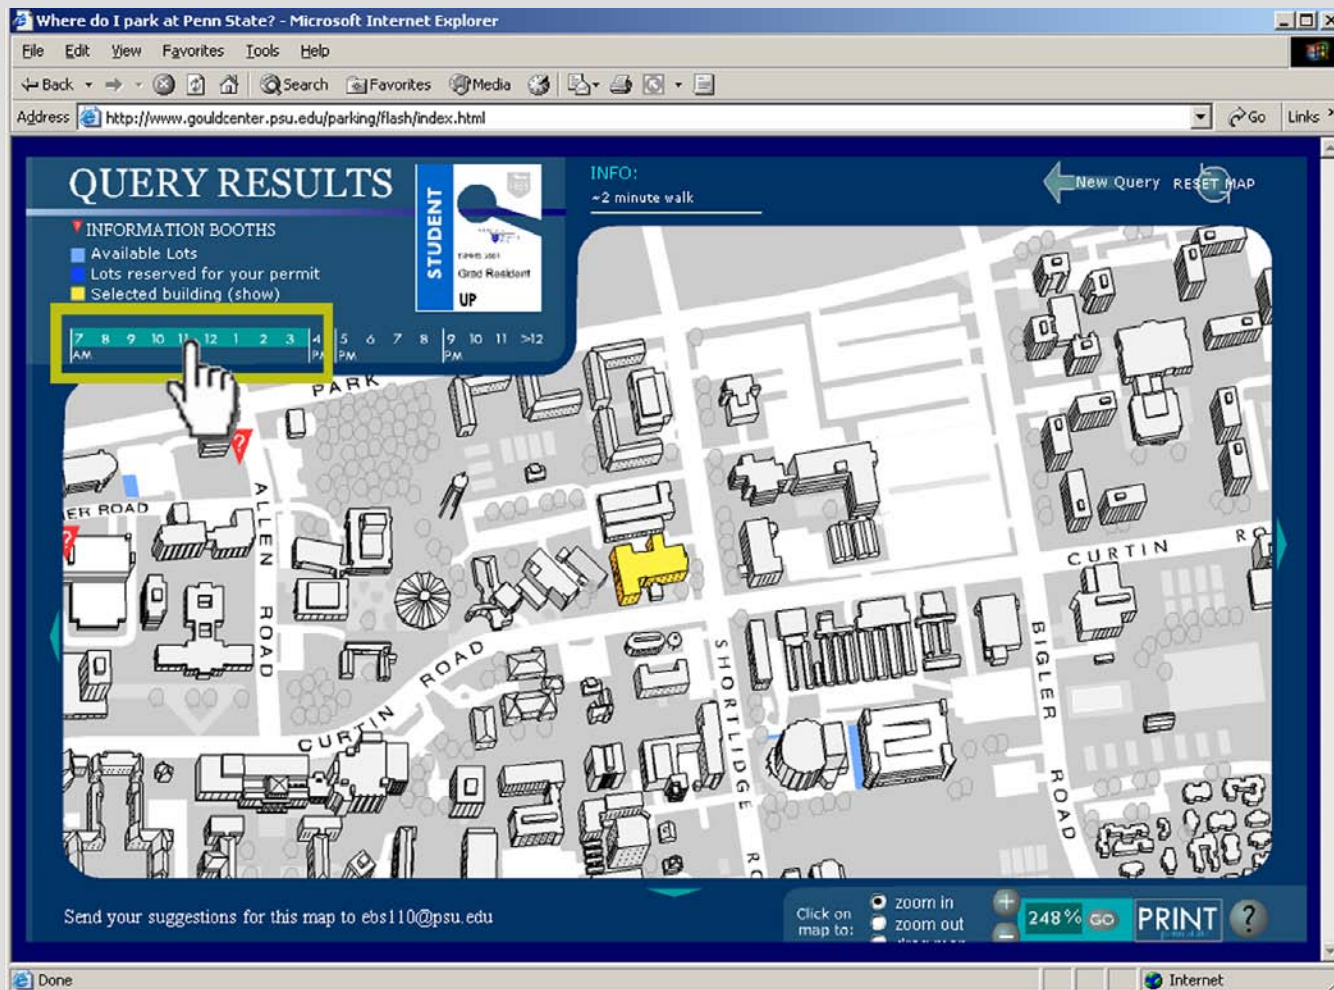 Where do I park at Penn State? - Microsoft Internet Explorer
File Edit View Favorites Tools Help
Back Search Favorites Media
Address http://www.gouldcenter.psu.edu/parking/flash/index.html Go Links
QUERY RESULTS
INFORMATION BOOTHS
Available Lots
Lots reserved for your permit
Selected building (show)
STUDENT
Grad Resident
UP
INFO:
~2 minute walk
New Query RESET MAP
7 8 9 10 11 12 1 2 3 4 5 6 7 8 9 10 11 >12
AM PM PM PM
PARK
?
?
ER ROAD
ALLEN ROAD
CURTIN ROAD
CURTIN R
SHORTLIDGE RO
BIGLER ROAD
Send your suggestions for this map to ebs110@psu.edu
Click on map to:
zoom in
zoom out
+
−
248% GO
PRINT
?
Done Internet